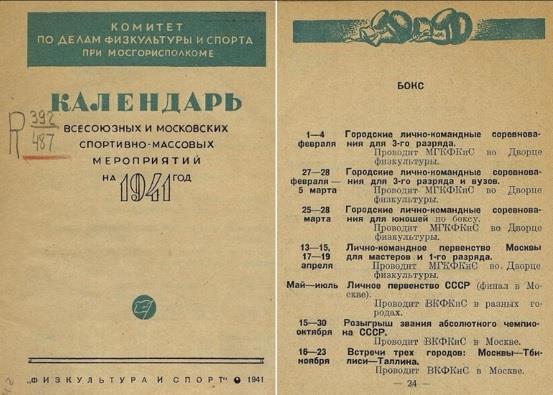 КОМИТЕТ
ПО ДЕЛАМ ФИЗКУЛЬТУРЫ И СПОРТА
ПРИ МОСГОРИСПОЛКОМЕ
R 392
487
КАЛЕНДАРЬ
ВСЕСОЮЗНЫХ И МОСКОВСКИХ
СПОРТИВНО-МАССОВЫХ
МЕРОПРИЯТИЙ
НА 1941 ГОД
"ФИЗКУЛЬТУРА И СПОРТ" 1941
БОКС
1—4 Городские лично-командные соревнова-
февраля ния для 3-го разряда.
Проводит МГКФКиС во Дворце
физкультуры.
27—28 Городские лично-командные соревнова-
февраля — ния для 3-го разряда и вузов.
5 марта Проводит МГКФКиС во Дворце
физкультуры.
25—28 Городские лично-командные соревнова-
марта ния для юношей по боксу.
Проводит МГКФКиС во Дворце
физкультуры.
13—15, Лично-командное первенство Москвы
17—19 для мастеров и 1-го разряда.
апреля Проводит МГКФКиС во Дворце
физкультуры.
Май—июль Личное первенство СССР (финал в Мо-
скве).
Проводит ВКФКиС в разных го-
родах.
15—30 Розыгрыш звания абсолютного чемпио-
октября на СССР.
Проводит ВКФКиС в Москве.
16—23 Встречи трех городов: Москвы—Тби-
ноября лиси—Таллина.
Проводит ВКФКиС в Москве.
— 24 —